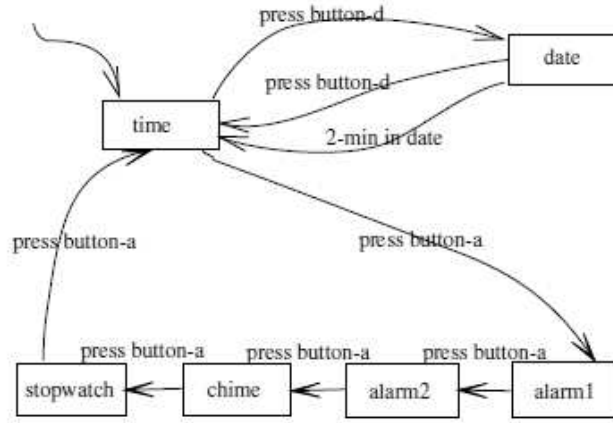 press button-d
date
press button-d
time
2-min in date
press button-a
press button-a
press button-a
press button-a
press button-a
stopwatch
chime
alarm2
alarm1